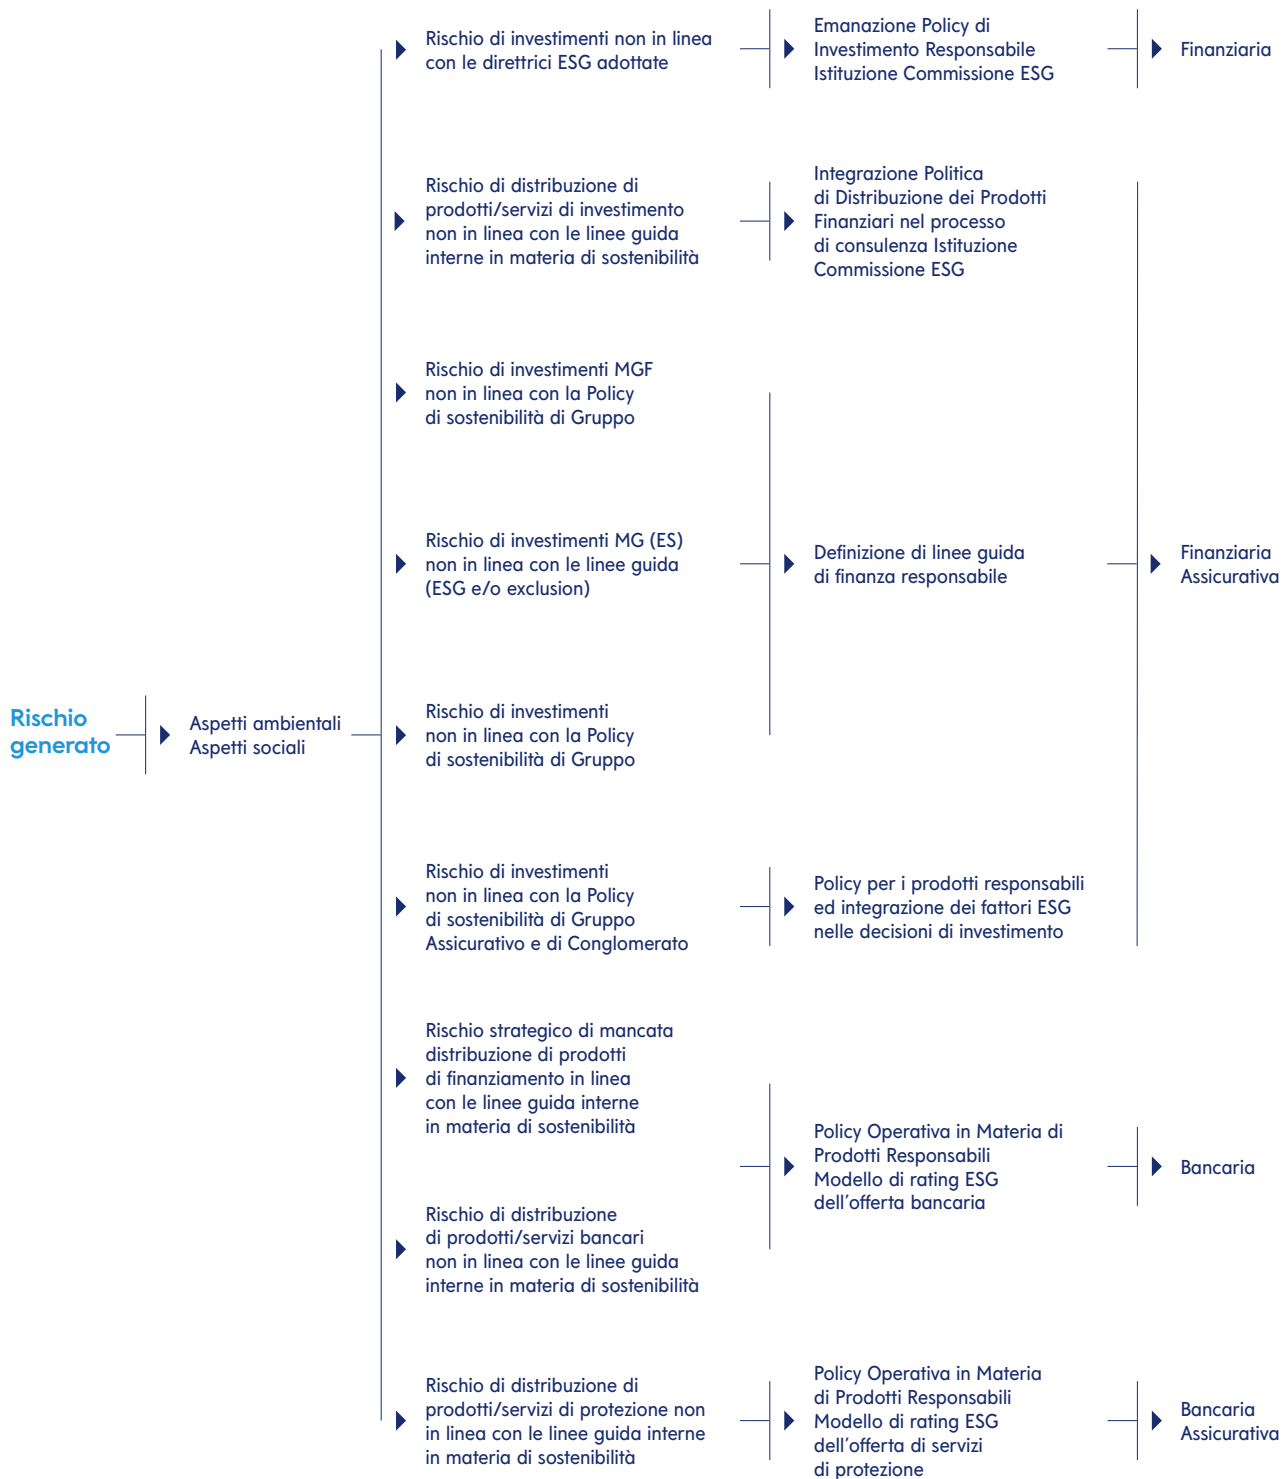 Rischio
generato
Aspetti ambientali
Aspetti sociali
Rischio di investimenti non in linea
con le direttrici ESG adottate
Emanazione Policy di
Investimento Responsabile
Istituzione Commissione ESG
Finanziaria
Rischio di distribuzione di
prodotti/servizi di investimento
non in linea con le linee guida
interne in materia di sostenibilità
Integrazione Politica
di Distribuzione dei Prodotti
Finanziari nel processo
di consulenza Istituzione
Commissione ESG
Rischio di investimenti MGF
non in linea con la Policy
di sostenibilità di Gruppo
Rischio di investimenti MG (ES)
non in linea con le linee guida
(ESG e/o exclusion)
Definizione di linee guida
di finanza responsabile
Finanziaria
Assicurativa
Rischio di investimenti
non in linea con la Policy
di sostenibilità di Gruppo
Rischio di investimenti
non in linea con la Policy
di sostenibilità di Gruppo
Assicurativo e di Conglomerato
Policy per i prodotti responsabili
ed integrazione dei fattori ESG
nelle decisioni di investimento
Rischio strategico di mancata
distribuzione di prodotti
di finanziamento in linea
con le linee guida interne
in materia di sostenibilità
Policy Operativa in Materia di
Prodotti Responsabili
Modello di rating ESG
dell'offerta bancaria
Bancaria
Rischio di distribuzione
di prodotti/servizi bancari
non in linea con le linee guida
interne in materia di sostenibilità
Rischio di distribuzione di
prodotti/servizi di protezione non
in linea con le linee guida interne
in materia di sostenibilità
Policy Operativa in Materia
di Prodotti Responsabili
Modello di rating ESG
dell'offerta di servizi
di protezione
Bancaria
Assicurativa